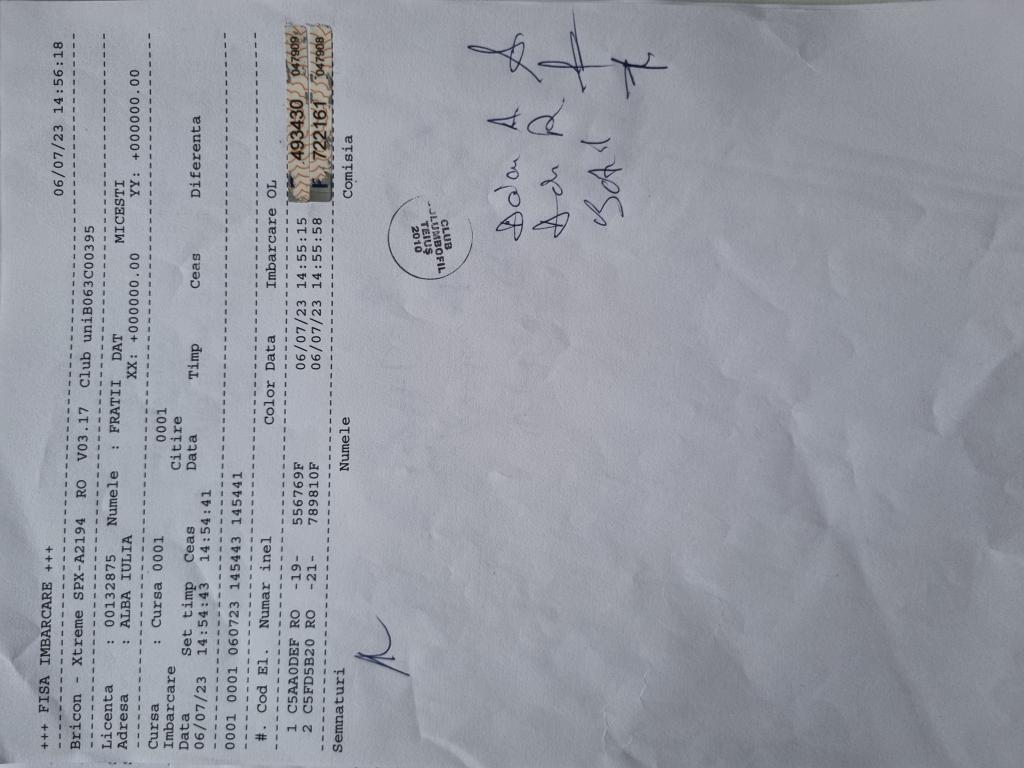 +++ FISA IMBARCARE +++ 06/07/23 14:56:18
Bricon - Xtreme SPX-A2194 RO V03.17 Club uniB063C00395
Licenta : 00132875 Numele : FRATII DAT MICESTI
Adresa : ALBA IULIA XX: +000000.00 YY: +000000.00
Cursa : Cursa 0001 0001
Imbarcare Citire
Data Set timp Ceas Data Timp Ceas Diferenta
06/07/23 14:54:43 14:54:41
0001 0001 060723 145443 145441
#. Cod El. Numar inel Color Data Imbarcare OL
1 C5AA0DEF RO -19- 556769F 06/07/23 14:55:15 493430 047909
2 C5FD5B20 RO -21- 789810F 06/07/23 14:55:58 F 722161 047908
Semnaturi Numele Comisia
CLUB
TEIUŞ
2010